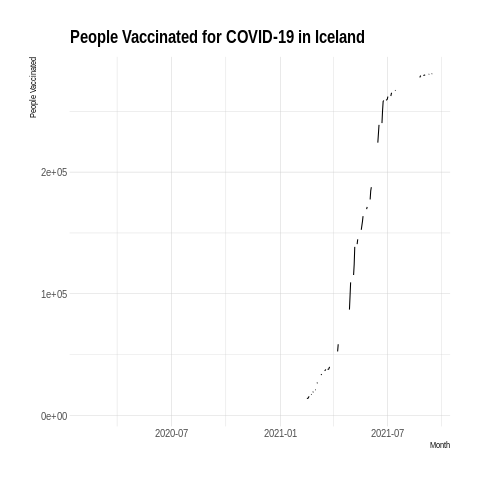 People Vaccinated for COVID-19 in Iceland
People Vaccinated
2e+05
1e+05
0e+00
2020-07
2021-01
2021-07
Month